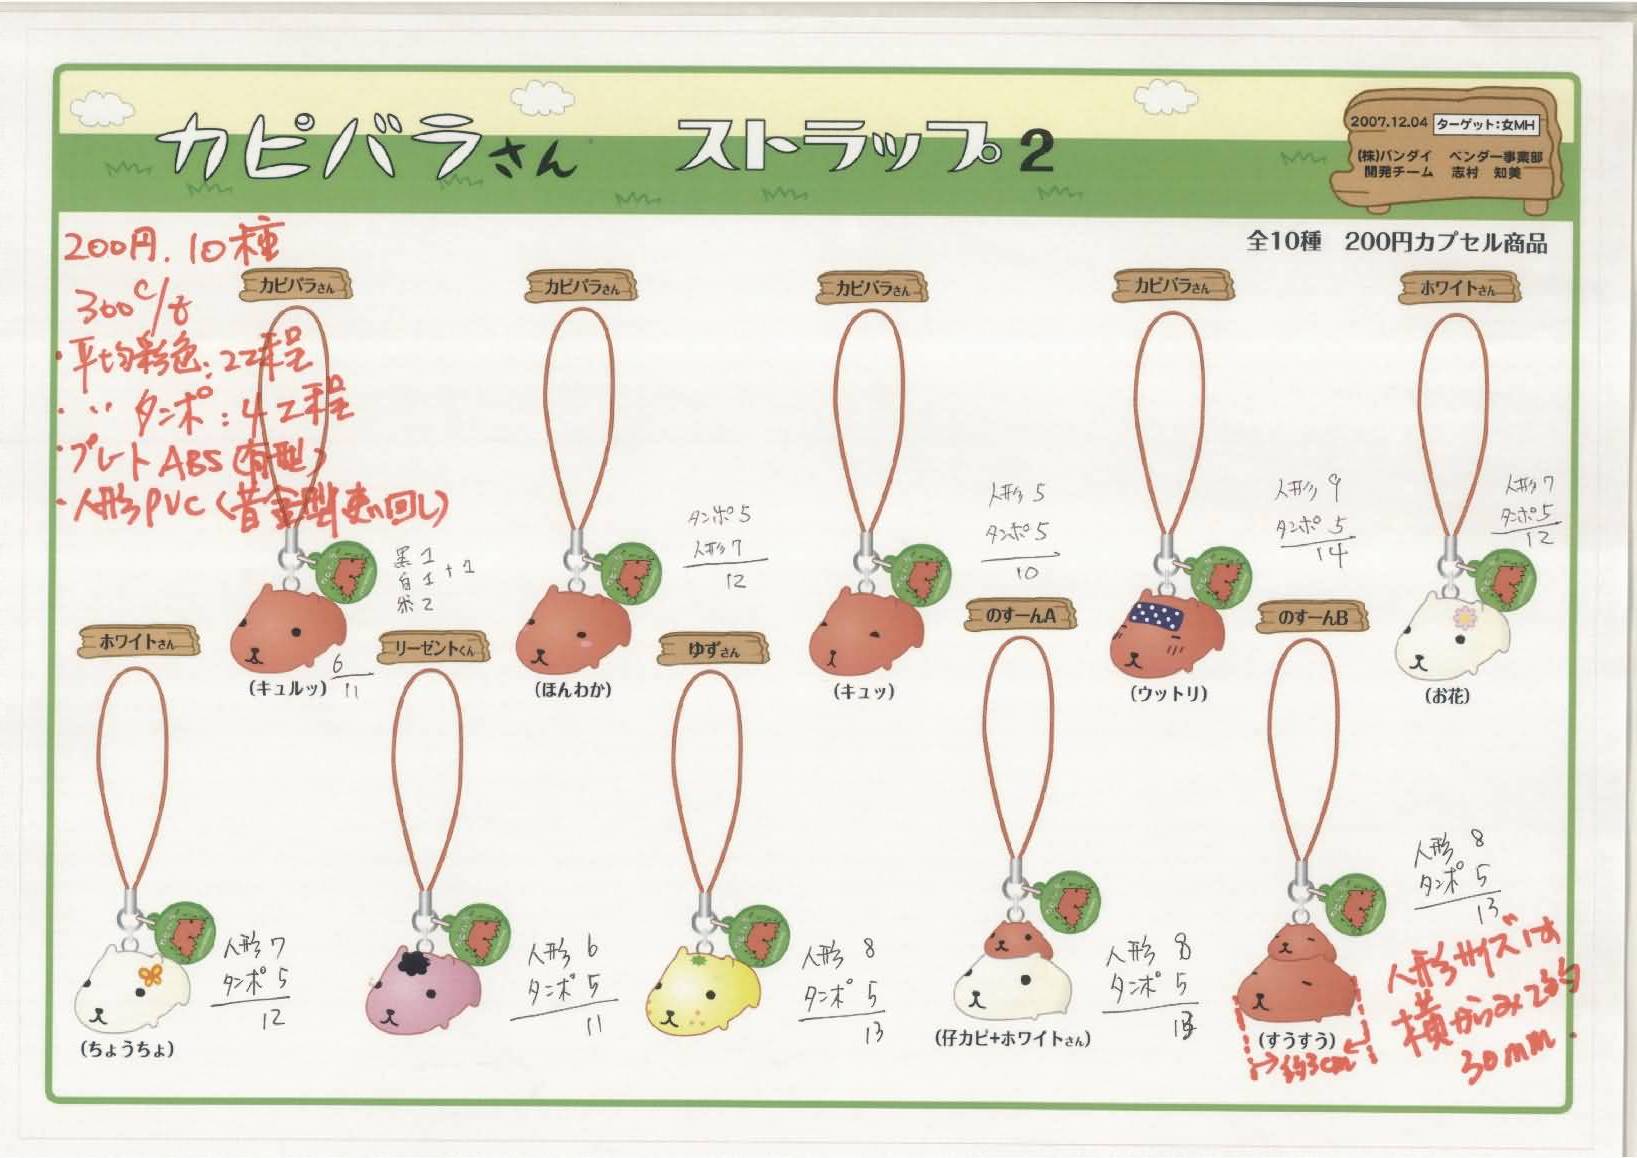 カピバラさん ストラップ2
2007.12.04 ターゲット:女MH
(株)バンダイ ベンダー事業部
開発チーム 志村 知美
全10種 200円カプセル商品
200円. 10種
・平均彩色:2工程
・〃 タンポ:4工程
・プレートABS(有型)
・人形PVC(昔金型使い回し)
カピバラさん
黒 1
白 1 +1
茶 2
6
11
(キュルッ)
カピバラさん
タンポ 5
人形 7
12
(ほんわか)
カピバラさん
人形 5
タンポ 5
10
(キュッ)
カピバラさん
人形 9
タンポ 5
14
(ウットリ)
ホワイトさん
人形 7
タンポ 5
12
(お花)
ホワイトさん
人形 7
タンポ 5
12
(ちょうちょ)
リーゼントくん
人形 6
タンポ 5
11
ゆずさん
人形 8
タンポ 5
13
のすーんA
人形 8
タンポ 5
13
(仔カピ+ホワイトさん)
のすーんB
人形 8
タンポ 5
13
(すうすう)
約3cm
人形サイズは
横からみて約
30mm.